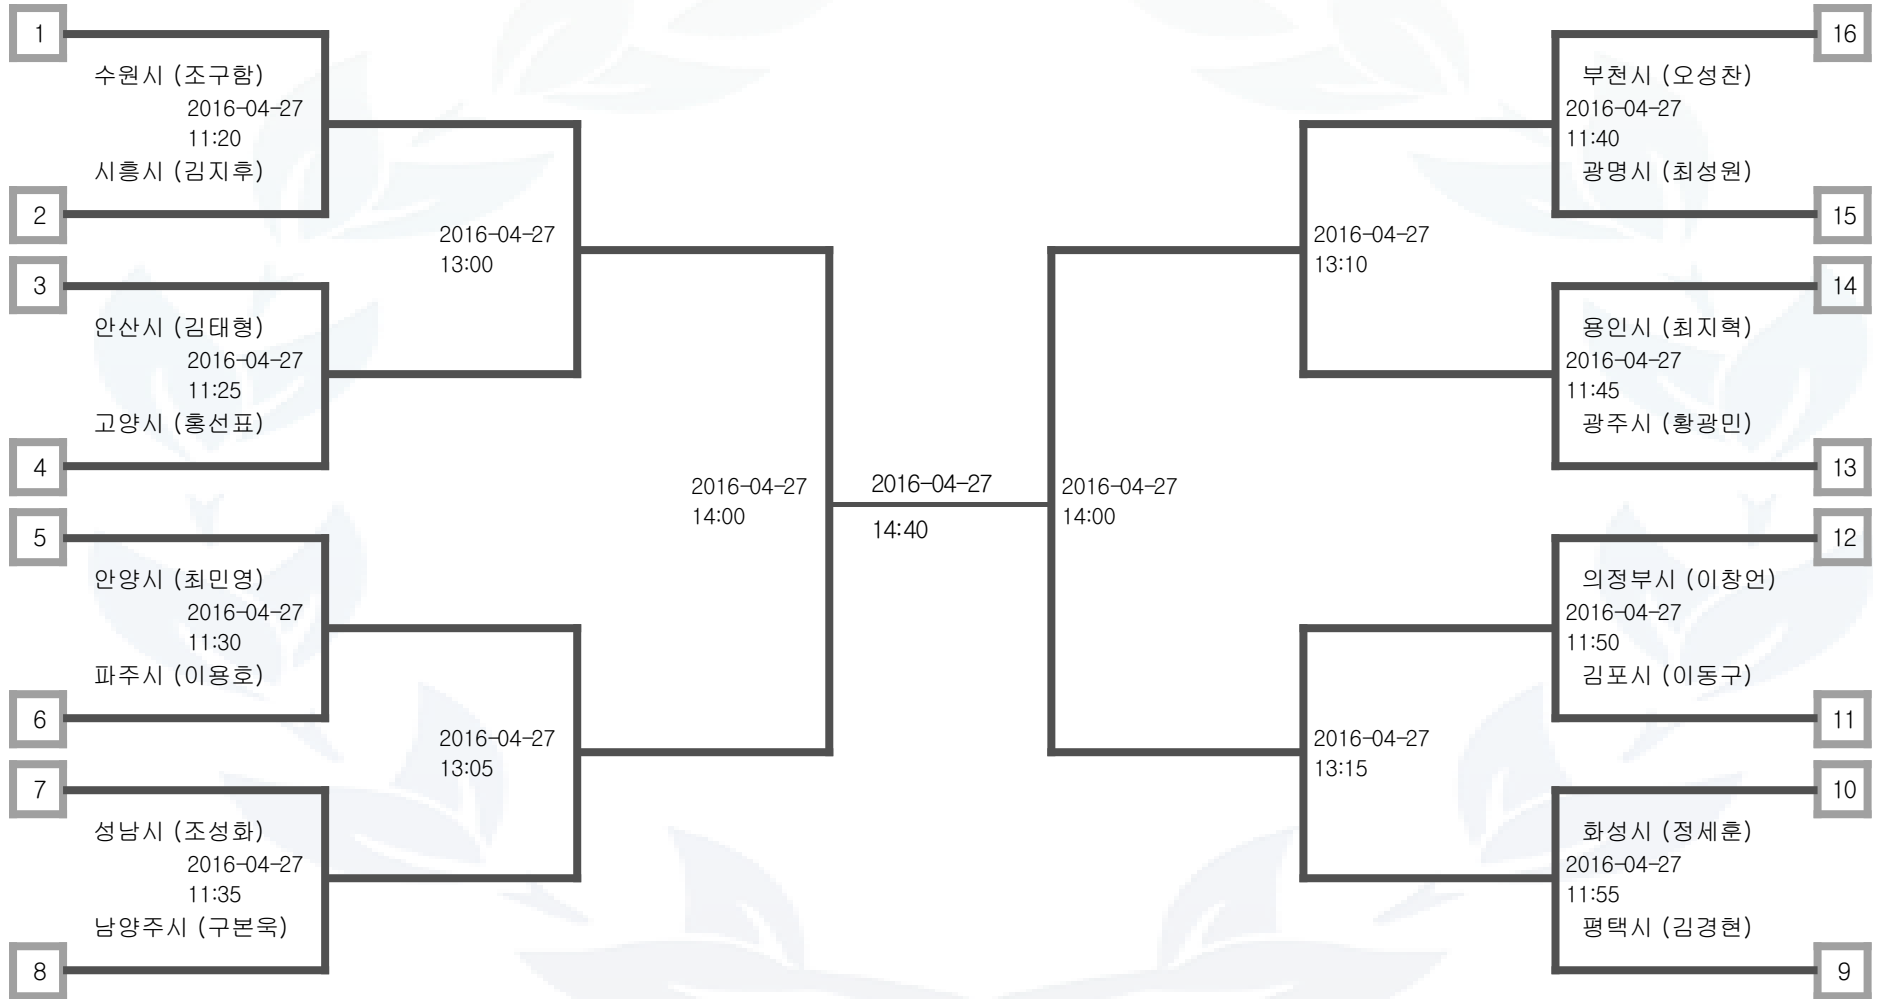 1
수원시 (조구함)
2016-04-27
11:20
시흥시 (김지후)
2
2016-04-27
13:00
3
안산시 (김태형)
2016-04-27
11:25
고양시 (홍선표)
4
2016-04-27
14:00
5
안양시 (최민영)
2016-04-27
11:30
파주시 (이용호)
6
2016-04-27
13:05
7
성남시 (조성화)
2016-04-27
11:35
남양주시 (구본욱)
8
2016-04-27
14:40
16
부천시 (오성찬)
2016-04-27
11:40
광명시 (최성원)
15
2016-04-27
13:10
14
용인시 (최지혁)
2016-04-27
11:45
광주시 (황광민)
13
2016-04-27
14:00
12
의정부시 (이창언)
2016-04-27
11:50
김포시 (이동구)
11
2016-04-27
13:15
10
화성시 (정세훈)
2016-04-27
11:55
평택시 (김경현)
9